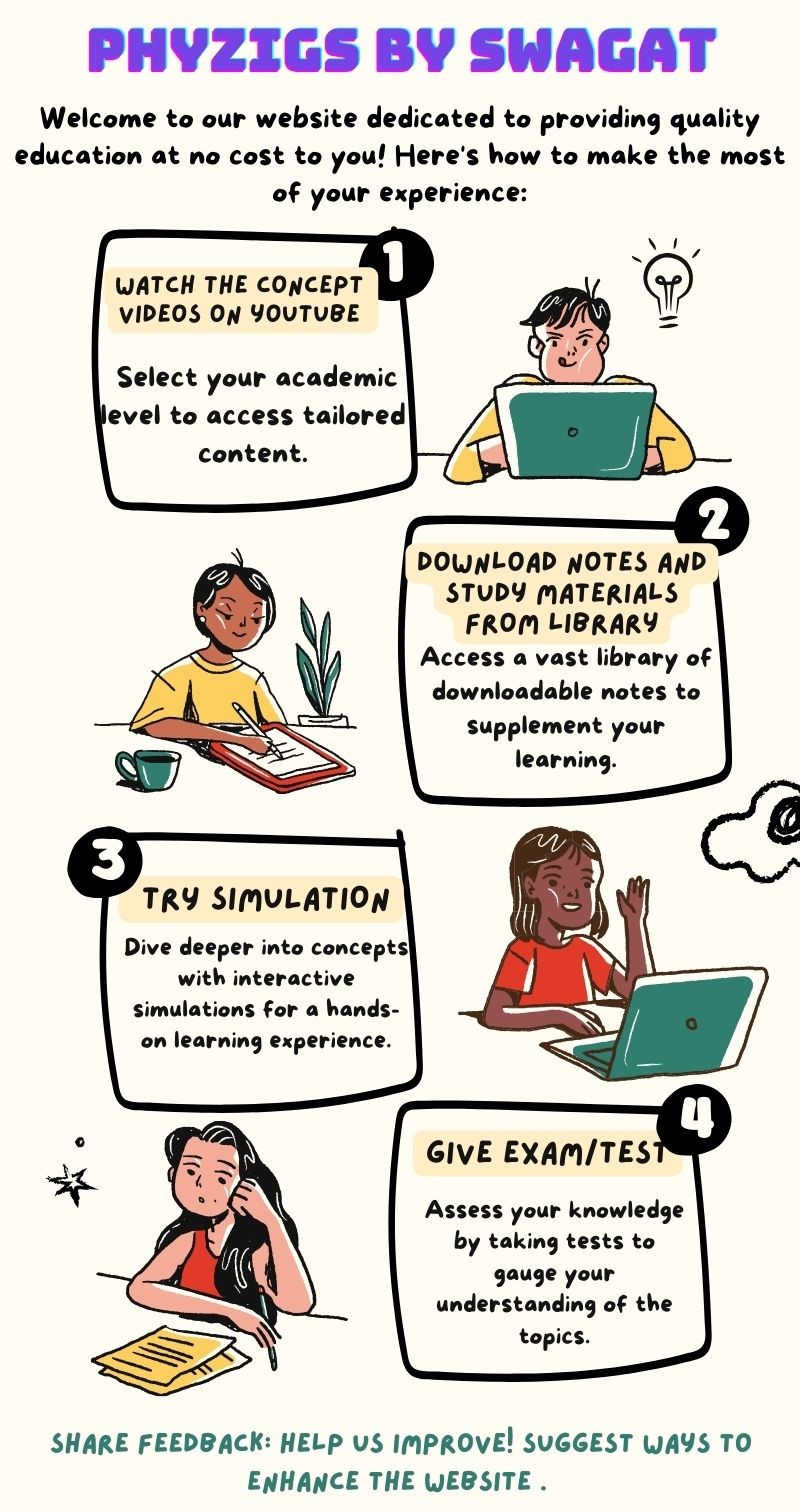 PHYZIGS BY SWAGAT
Welcome to our website dedicated to providing quality
education at no cost to you! Here's how to make the most
of your experience:
1
WATCH THE CONCEPT
VIDEOS ON YOUTUBE
Select your academic
level to access tailored
content.
2
DOWNLOAD NOTES AND
STUDY MATERIALS
FROM LIBRARY
Access a vast library of
downloadable notes to
supplement your
learning.
3
TRY SIMULATION
Dive deeper into concepts
with interactive
simulations for a hands-
on learning experience.
4
GIVE EXAM/TEST
Assess your knowledge
by taking tests to
gauge your
understanding of the
topics.
SHARE FEEDBACK: HELP US IMPROVE! SUGGEST WAYS TO
ENHANCE THE WEBSITE .